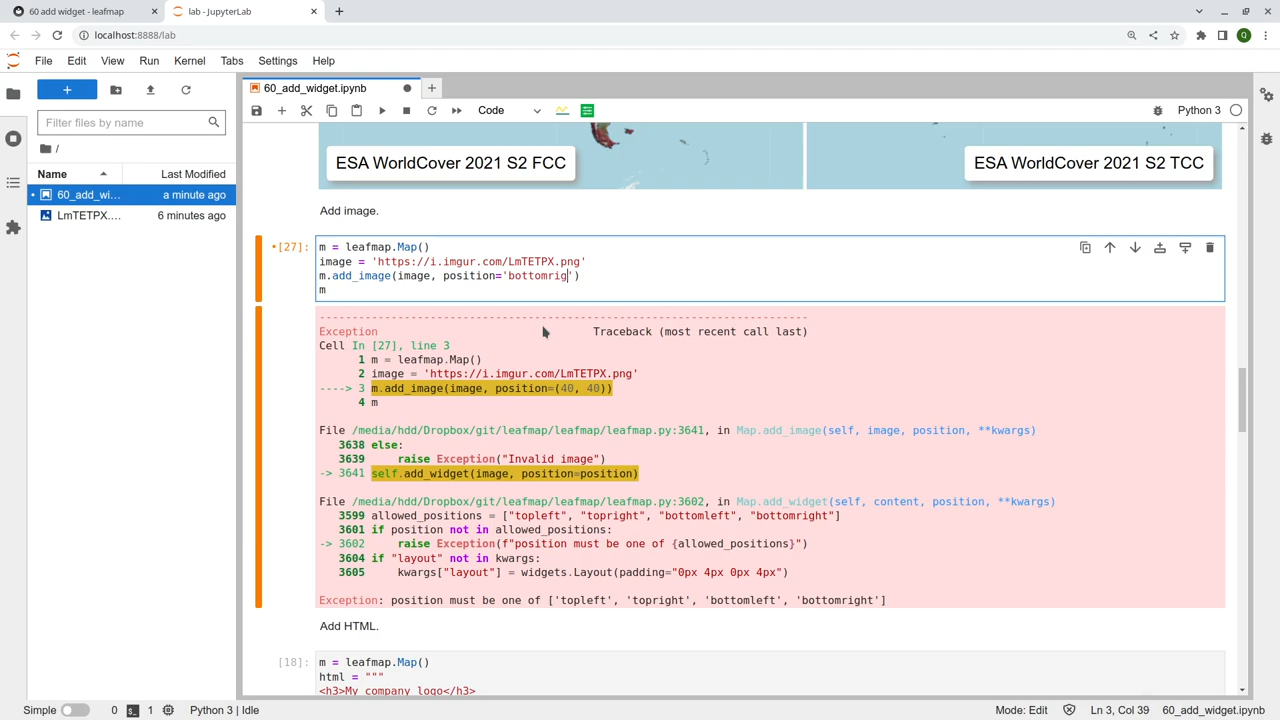 60 add widget - leafmap
lab - JupyterLab
localhost:8888/lab
Q
File Edit View Run Kernel Tabs Settings Help
60_add_widget.ipynb
Code
Python 3
Filter files by name
/
Name Last Modified
60_add_wi... a minute ago
LmTETPX.... 6 minutes ago
ESA WorldCover 2021 S2 FCC
ESA WorldCover 2021 S2 TCC
Add image.
[27]:
m = leafmap.Map()
image = 'https://i.imgur.com/LmTETPX.png'
m.add_image(image, position='bottomrig')
m
---------------------------------------------------------------------------
Exception Traceback (most recent call last)
Cell In [27], line 3
1 m = leafmap.Map()
2 image = 'https://i.imgur.com/LmTETPX.png'
----> 3 m.add_image(image, position=(40, 40))
4 m
File /media/hdd/Dropbox/git/leafmap/leafmap/leafmap.py:3641, in Map.add_image(self, image, position, **kwargs)
3638 else:
3639 raise Exception("Invalid image")
-> 3641 self.add_widget(image, position=position)
File /media/hdd/Dropbox/git/leafmap/leafmap/leafmap.py:3602, in Map.add_widget(self, content, position, **kwargs)
3599 allowed_positions = ["topleft", "topright", "bottomleft", "bottomright"]
3601 if position not in allowed_positions:
-> 3602 raise Exception(f"position must be one of {allowed_positions}")
3604 if "layout" not in kwargs:
3605 kwargs["layout"] = widgets.Layout(padding="0px 4px 0px 4px")
Exception: position must be one of ['topleft', 'topright', 'bottomleft', 'bottomright']
Add HTML.
[18]:
m = leafmap.Map()
html = """
<h3>My company logo</h3>
Simple 0 1 Python 3 | Idle Mode: Edit Ln 3, Col 39 60_add_widget.ipynb